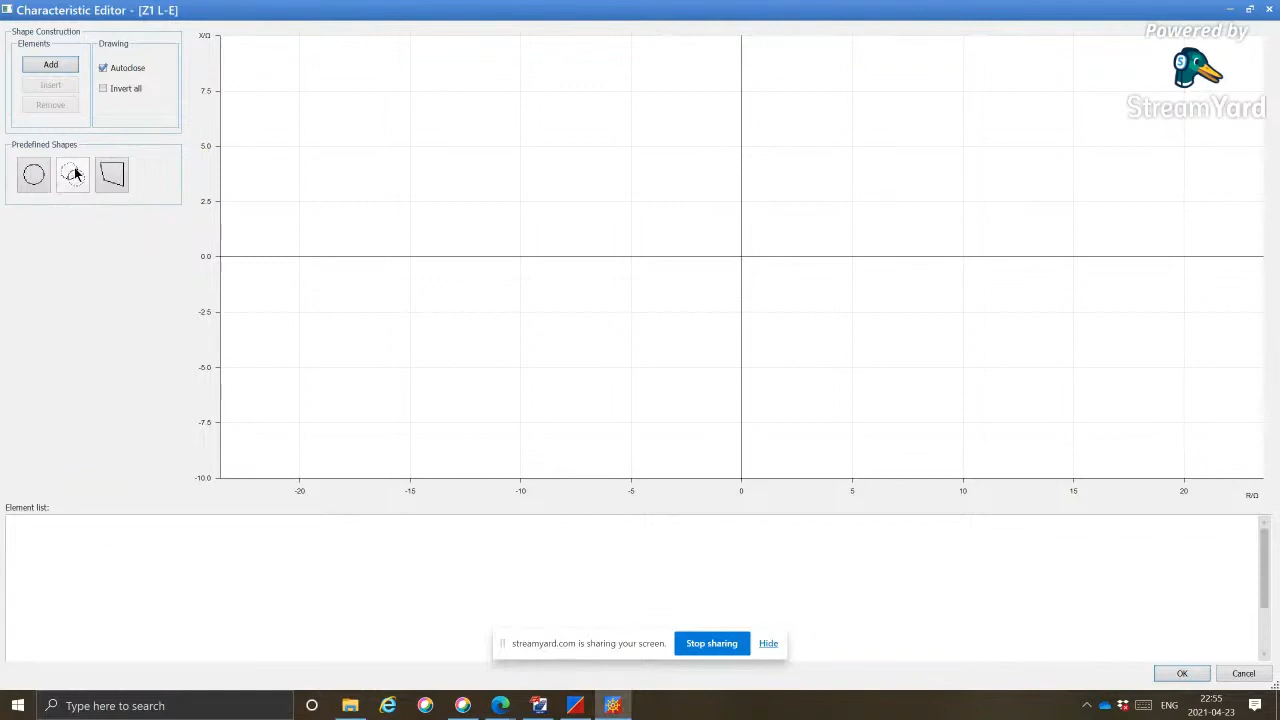 Characteristic Editor - [Z1 L-E]
Shape Construction
Elements
Drawing
Add
Autoclose
Insert
Invert all
Remove
Predefined Shapes
X/Ω
7.5
5.0
2.5
0.0
-2.5
-5.0
-7.5
-10.0
-20
-15
-10
-5
0
5
10
15
20
R/Ω
Powered by
S
StreamYard
Element list:
streamyard.com is sharing your screen.
Stop sharing
Hide
OK
Cancel
Type here to search
ENG
22:55
2021-04-23